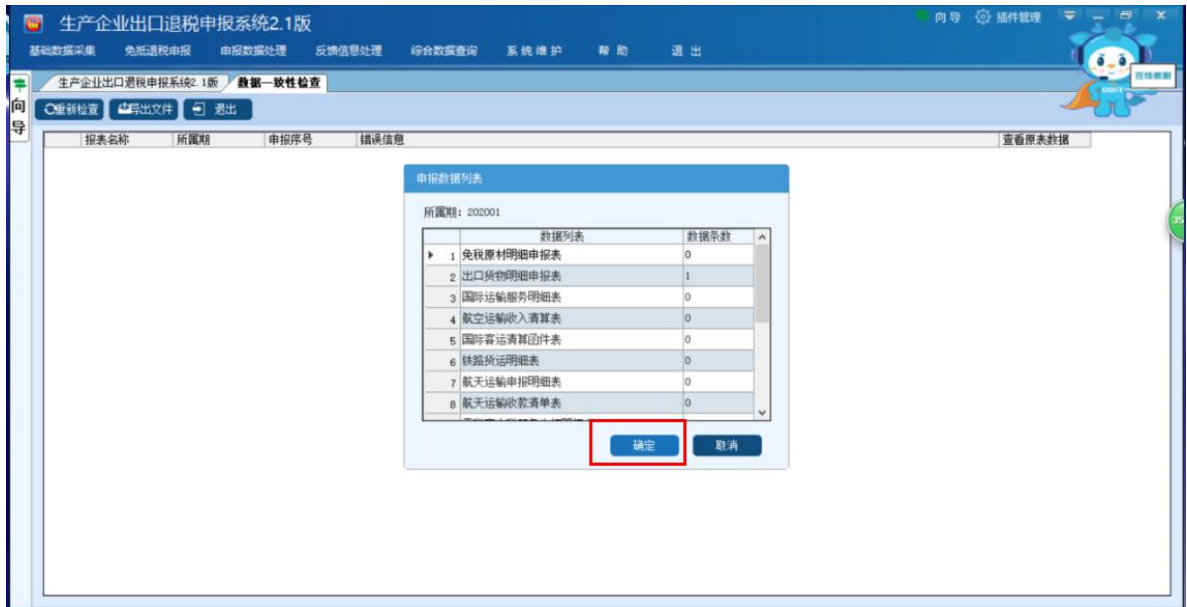 生产企业出口退税申报系统2.1版
向导 插件管理
基础数据采集 免抵退税申报 申报数据处理 反馈信息处理 综合数据查询 系统维护 帮助 退出
在线客服
生产企业出口退税申报系统2.1版 数据一致性检查
向导
重新检查 导出文件 退出
报表名称 所属期 申报序号 错误信息 查看原表数据
申报数据列表
所属期: 202001
数据列表 数据条数
1 免税原材明细申报表 0
2 出口货物明细申报表 1
3 国际运输服务明细表 0
4 航空运输收入清算表 0
5 国际客运清算函件表 0
6 铁路货运明细表 0
7 航天运输申报明细表 0
8 航天运输收款清单表 0
确定 取消
35